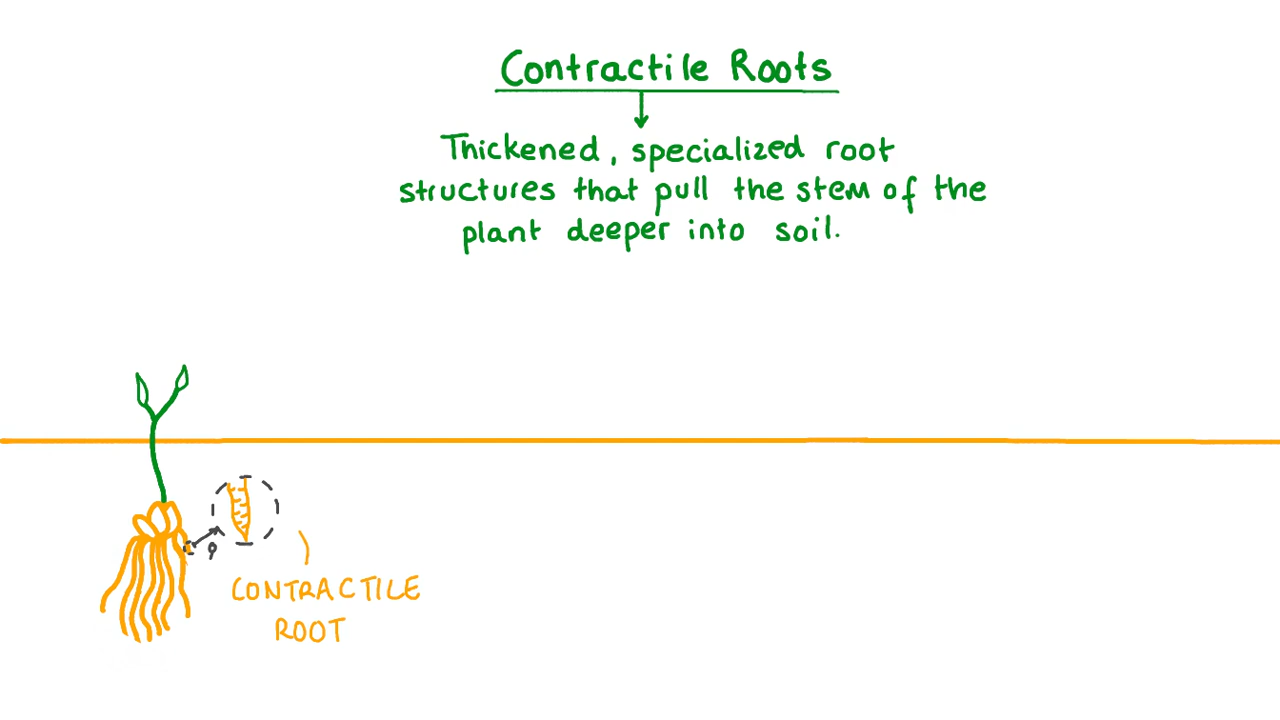 Contractile Roots
Thickened, specialized root
structures that pull the stem of the
plant deeper into soil.
CONTRACTILE
ROOT